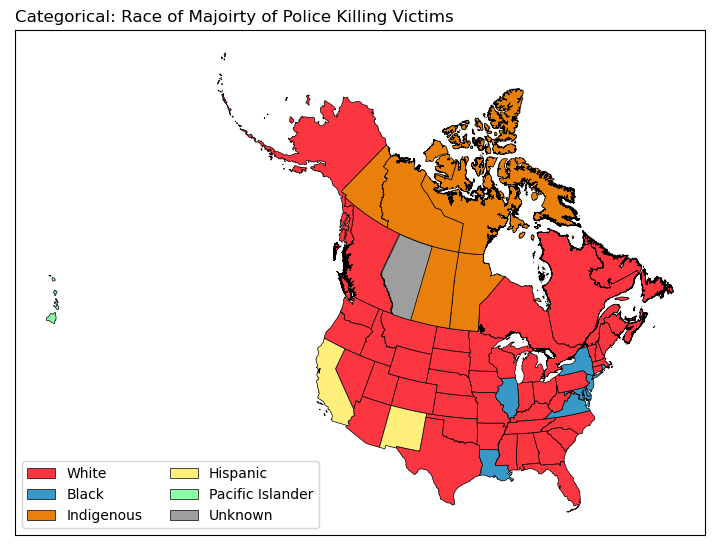 Categorical: Race of Majoirty of Police Killing Victims
White
Black
Indigenous
Hispanic
Pacific Islander
Unknown